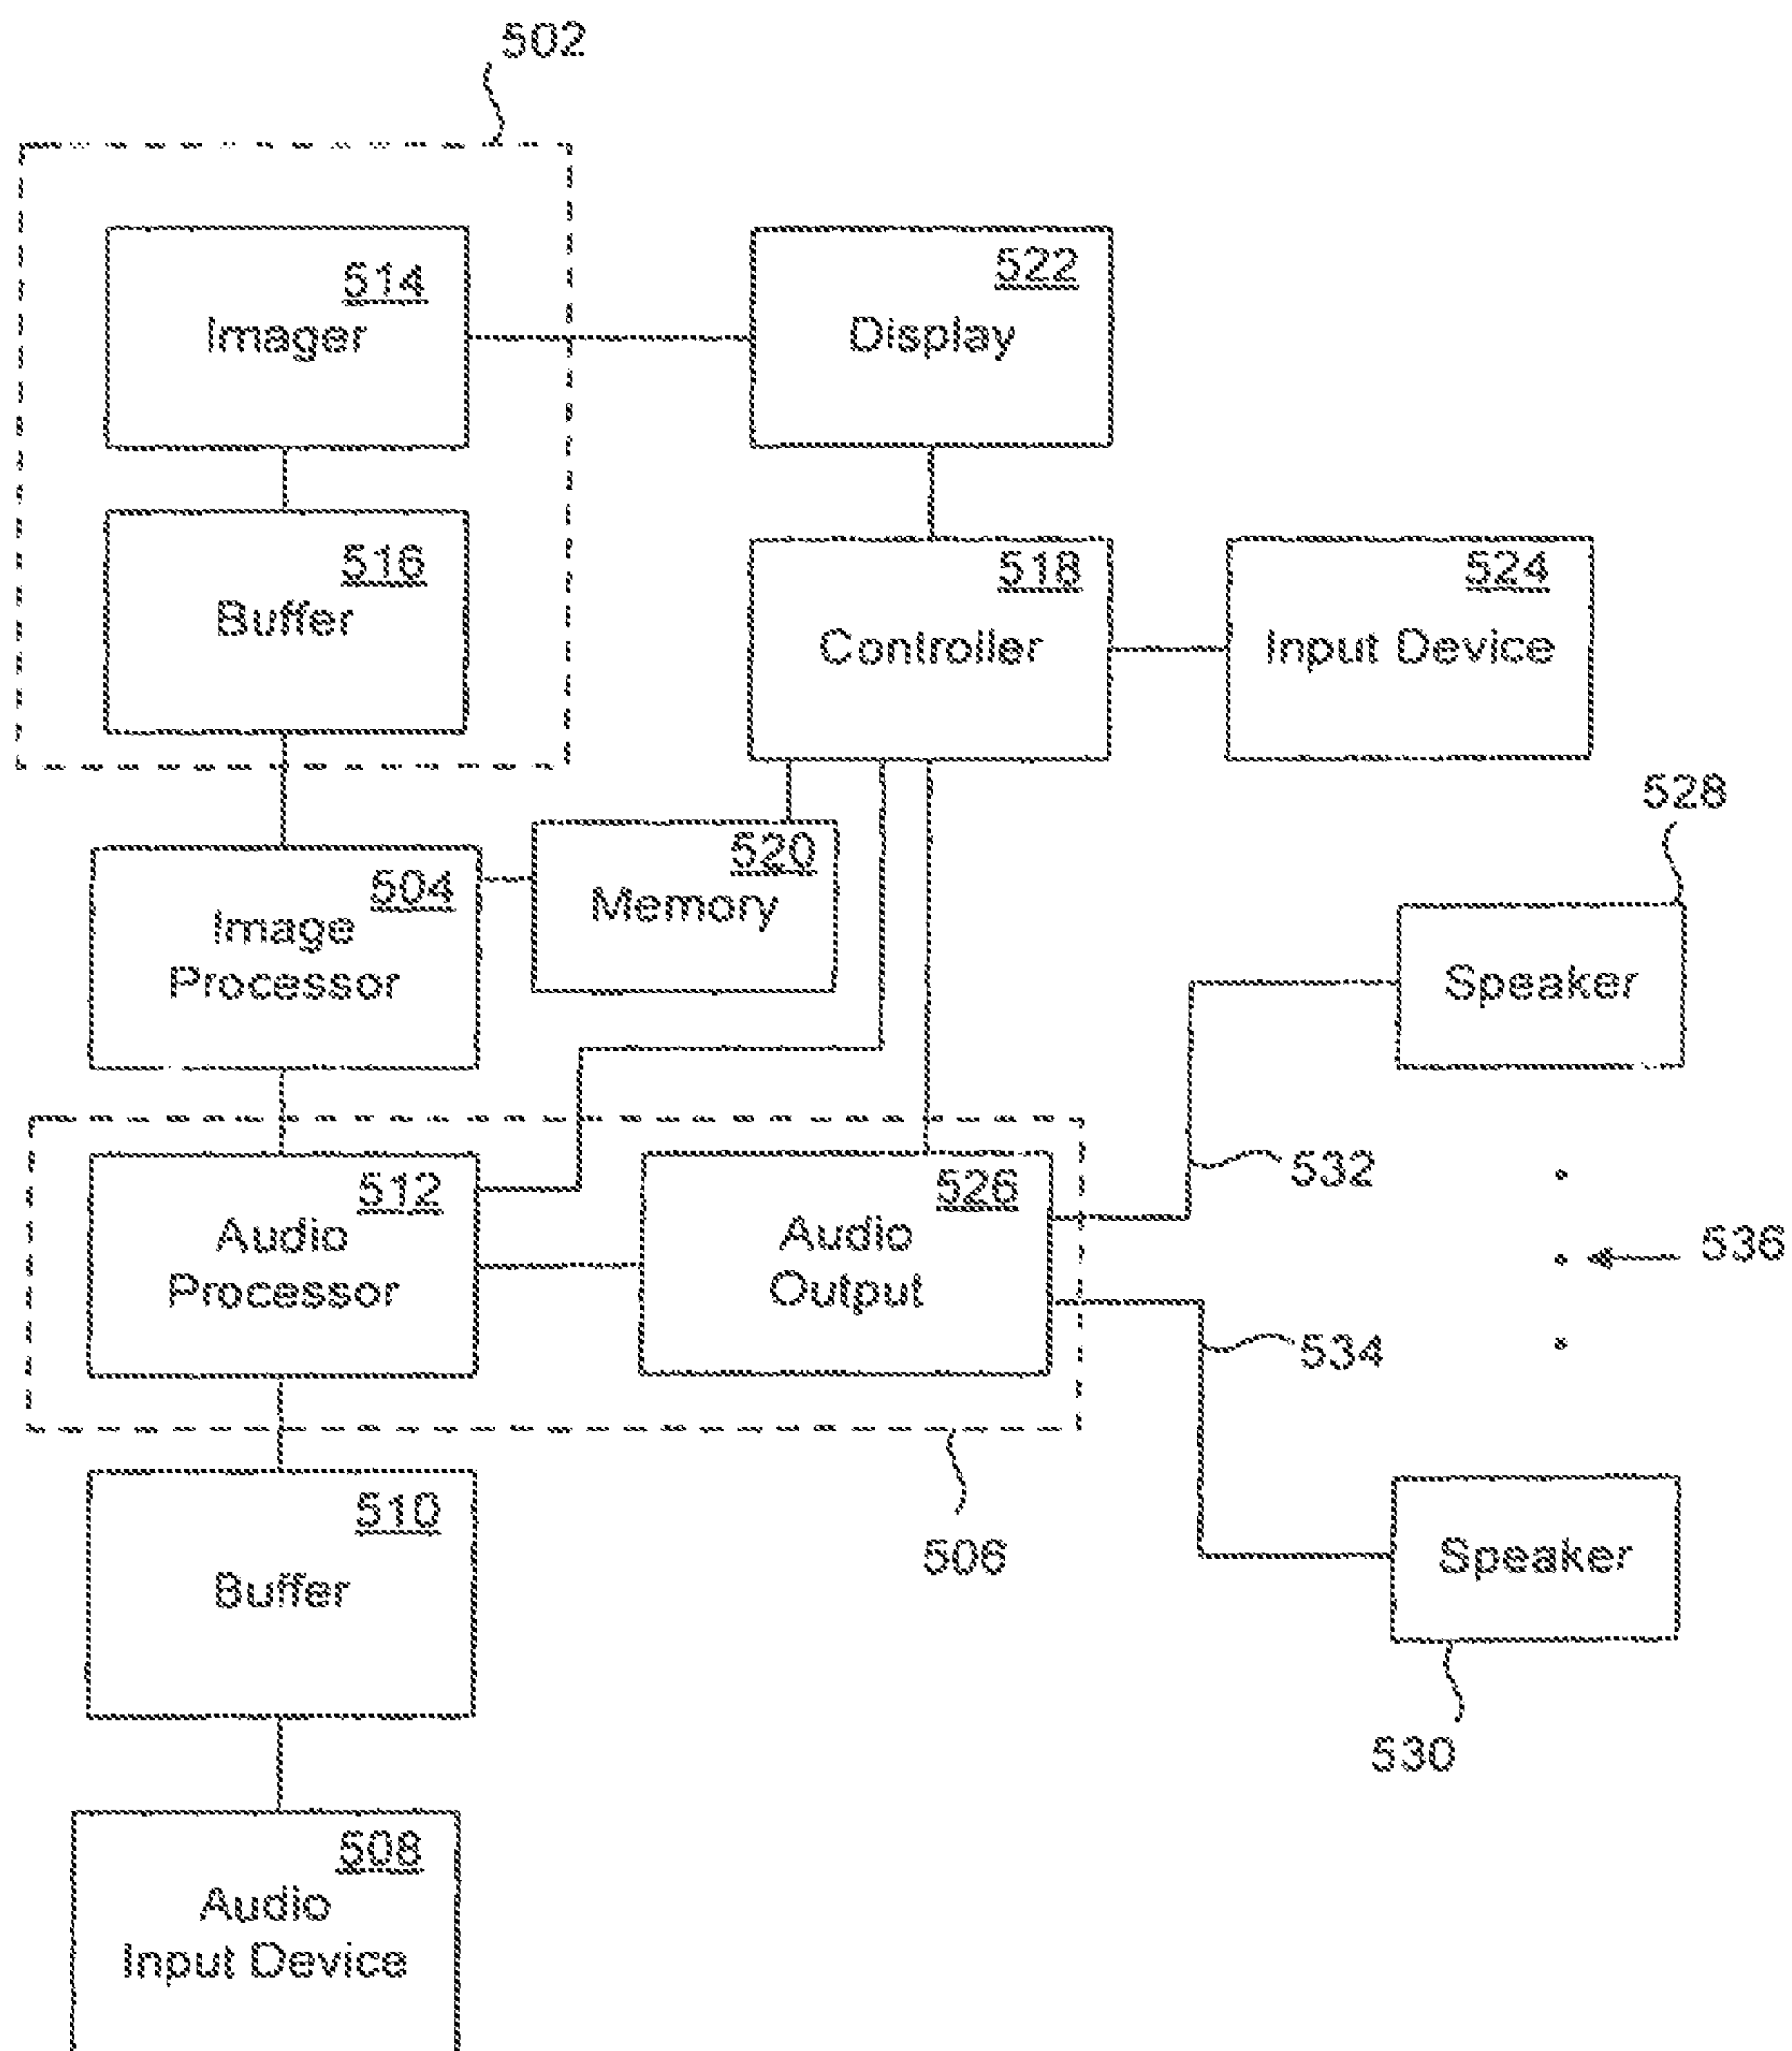 502
514
Imager
522
Display
516
Buffer
518
Controller
524
Input Device
528
504
Image
Processor
520
Memory
Speaker
512
Audio
Processor
526
Audio
Output
532
536
534
510
Buffer
506
Speaker
530
508
Audio
Input Device